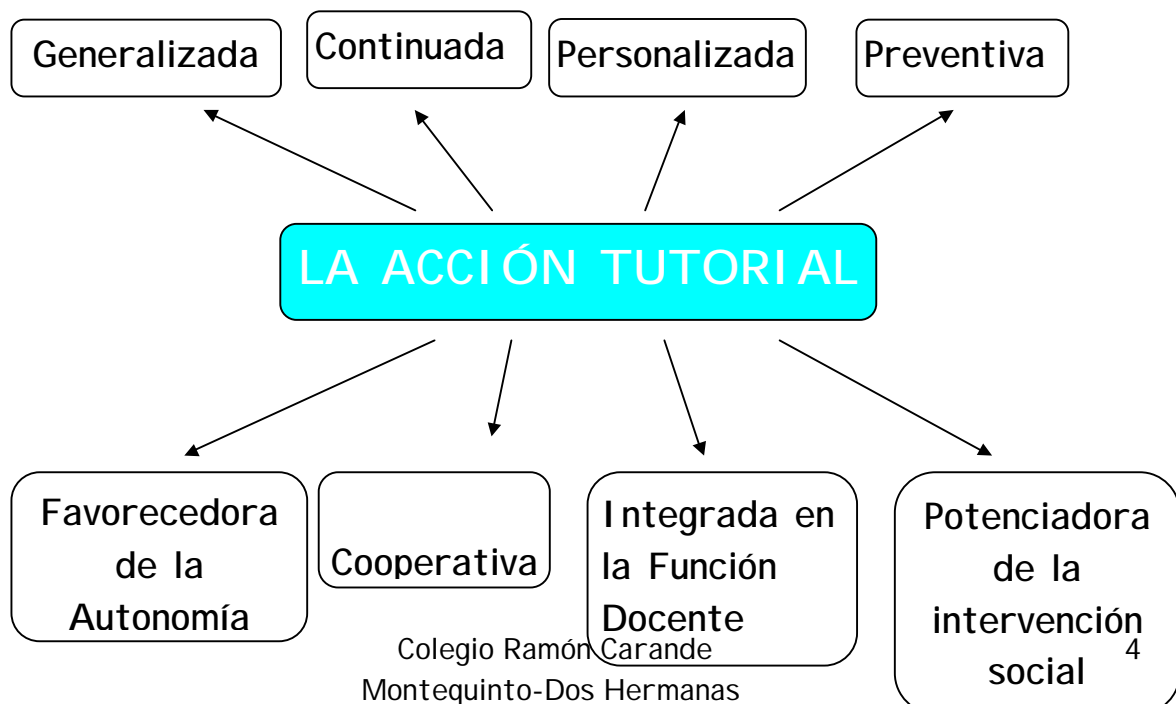 Generalizada
Continuada
Personalizada
Preventiva
LA ACCIÓN TUTORIAL
Favorecedora
de la
Autonomía
Cooperativa
Integrada en
la Función
Docente
Potenciadora
de la
intervención
social
Colegio Ramón Carande
Montequinto-Dos Hermanas
4